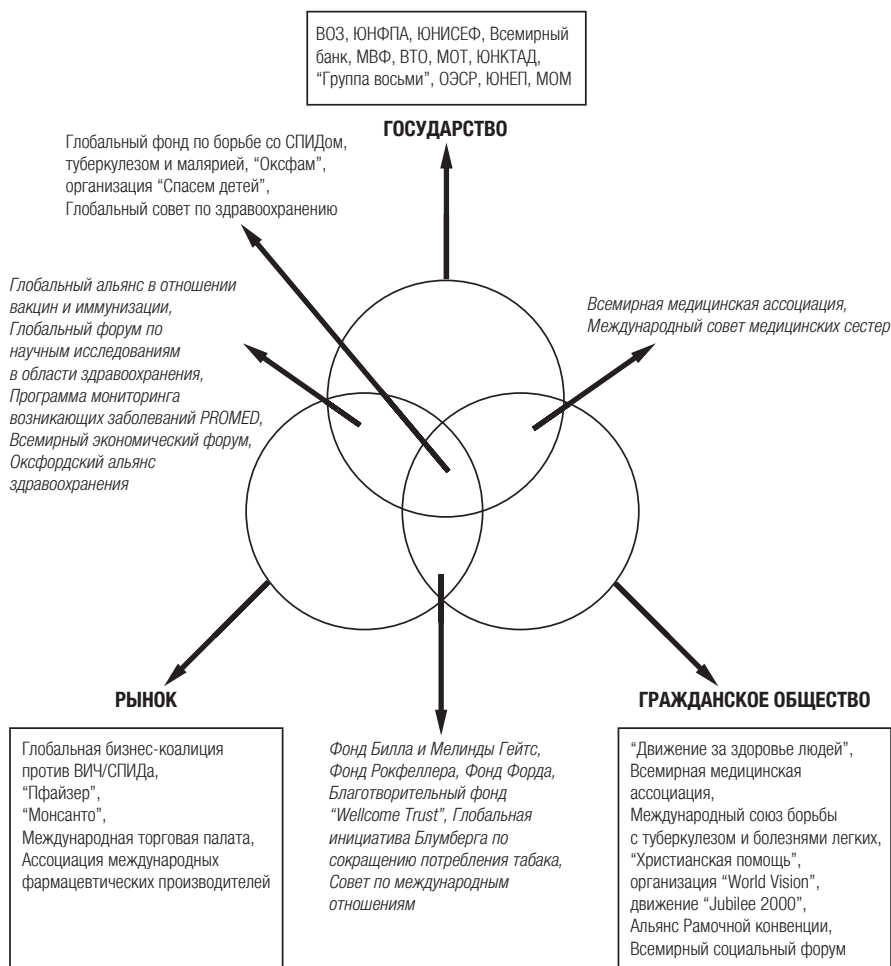 ВОЗ, ЮНФПА, ЮНИСЕФ, Всемирный
банк, МВФ, ВТО, МОТ, ЮНКТАД,
“Группа восьми”, ОЭСР, ЮНЕП, МОМ
ГОСУДАРСТВО
Глобальный фонд по борьбе со СПИДом,
туберкулезом и малярией, “Оксфам”,
организация “Спасем детей”,
Глобальный совет по здравоохранению
Глобальный альянс в отношении
вакцин и иммунизации,
Глобальный форум по
научным исследованиям
в области здравоохранения,
Программа мониторинга
возникающих заболеваний PROMED,
Всемирный экономический форум,
Оксфордский альянс
здравоохранения
Всемирная медицинская ассоциация,
Международный совет медицинских сестер
РЫНОК
Глобальная бизнес-коалиция
против ВИЧ/СПИДа,
“Пфайзер”,
“Монсанто”,
Международная торговая палата,
Ассоциация международных
фармацевтических производителей
Фонд Билла и Мелинды Гейтс,
Фонд Рокфеллера, Фонд Форда,
Благотворительный фонд
“Wellcome Trust”, Глобальная
инициатива Блумберга по
сокращению потребления табака,
Совет по международным
отношениям
ГРАЖДАНСКОЕ ОБЩЕСТВО
“Движение за здоровье людей”,
Всемирная медицинская
ассоциация,
Международный союз борьбы
с туберкулезом и болезнями легких,
“Христианская помощь”,
организация “World Vision”,
движение “Jubilee 2000”,
Альянс Рамочной конвенции,
Всемирный социальный форум